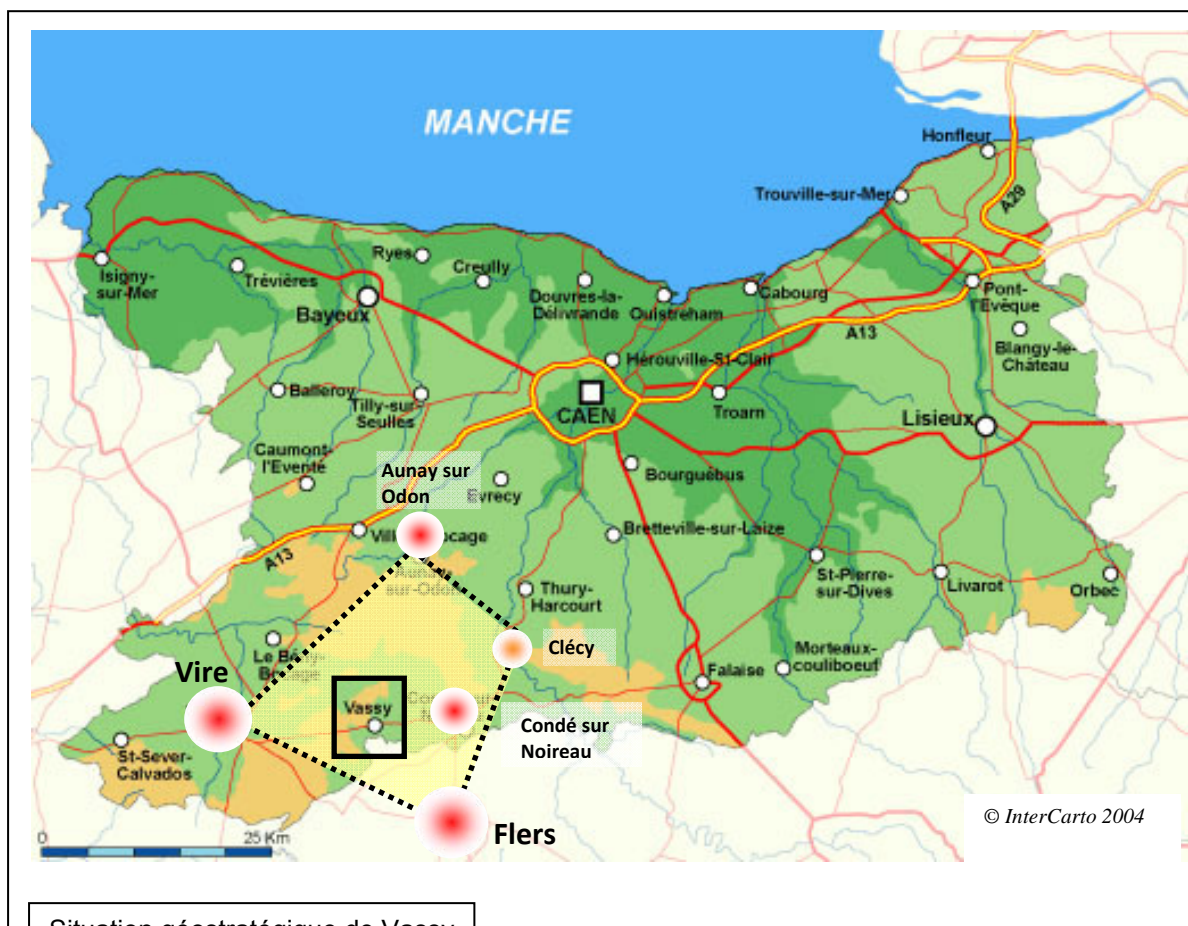 MANCHE
Honfleur
Trouville-sur-Mer
A29
Isigny-
sur-Mer
Trévières
Ryes
Creully
Bayeux
Douvres-la-
Délivrande
Ouistreham
Cabourg
Pont-
l'Evêque
A13
Blangy-le-
Château
Hérouville-St-Clair
Balleroy
Tilly-sur-
Seulles
CAEN
Troarn
Lisieux
Caumont-
l'Eventé
Aunay sur
Odon
Evrecy
Bourguébus
Bretteville-sur-Laize
A13
Thury-
Harcourt
St-Pierre-
sur-Dives
Livarot
Orbec
Clécy
Vire
Morteaux-
couliboeuf
Falaise
Vassy
Condé sur
Noireau
St-Sever-
Calvados
Flers
0 25 Km
© InterCarto 2004
Situation géostratégique de Vassy